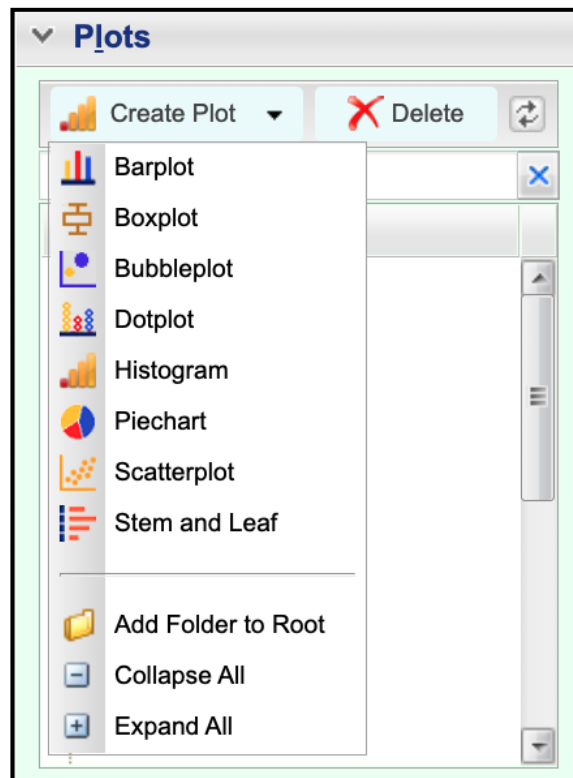 Plots
Create Plot Delete
Barplot
Boxplot
Bubbleplot
Dotplot
Histogram
Piechart
Scatterplot
Stem and Leaf
Add Folder to Root
Collapse All
Expand All